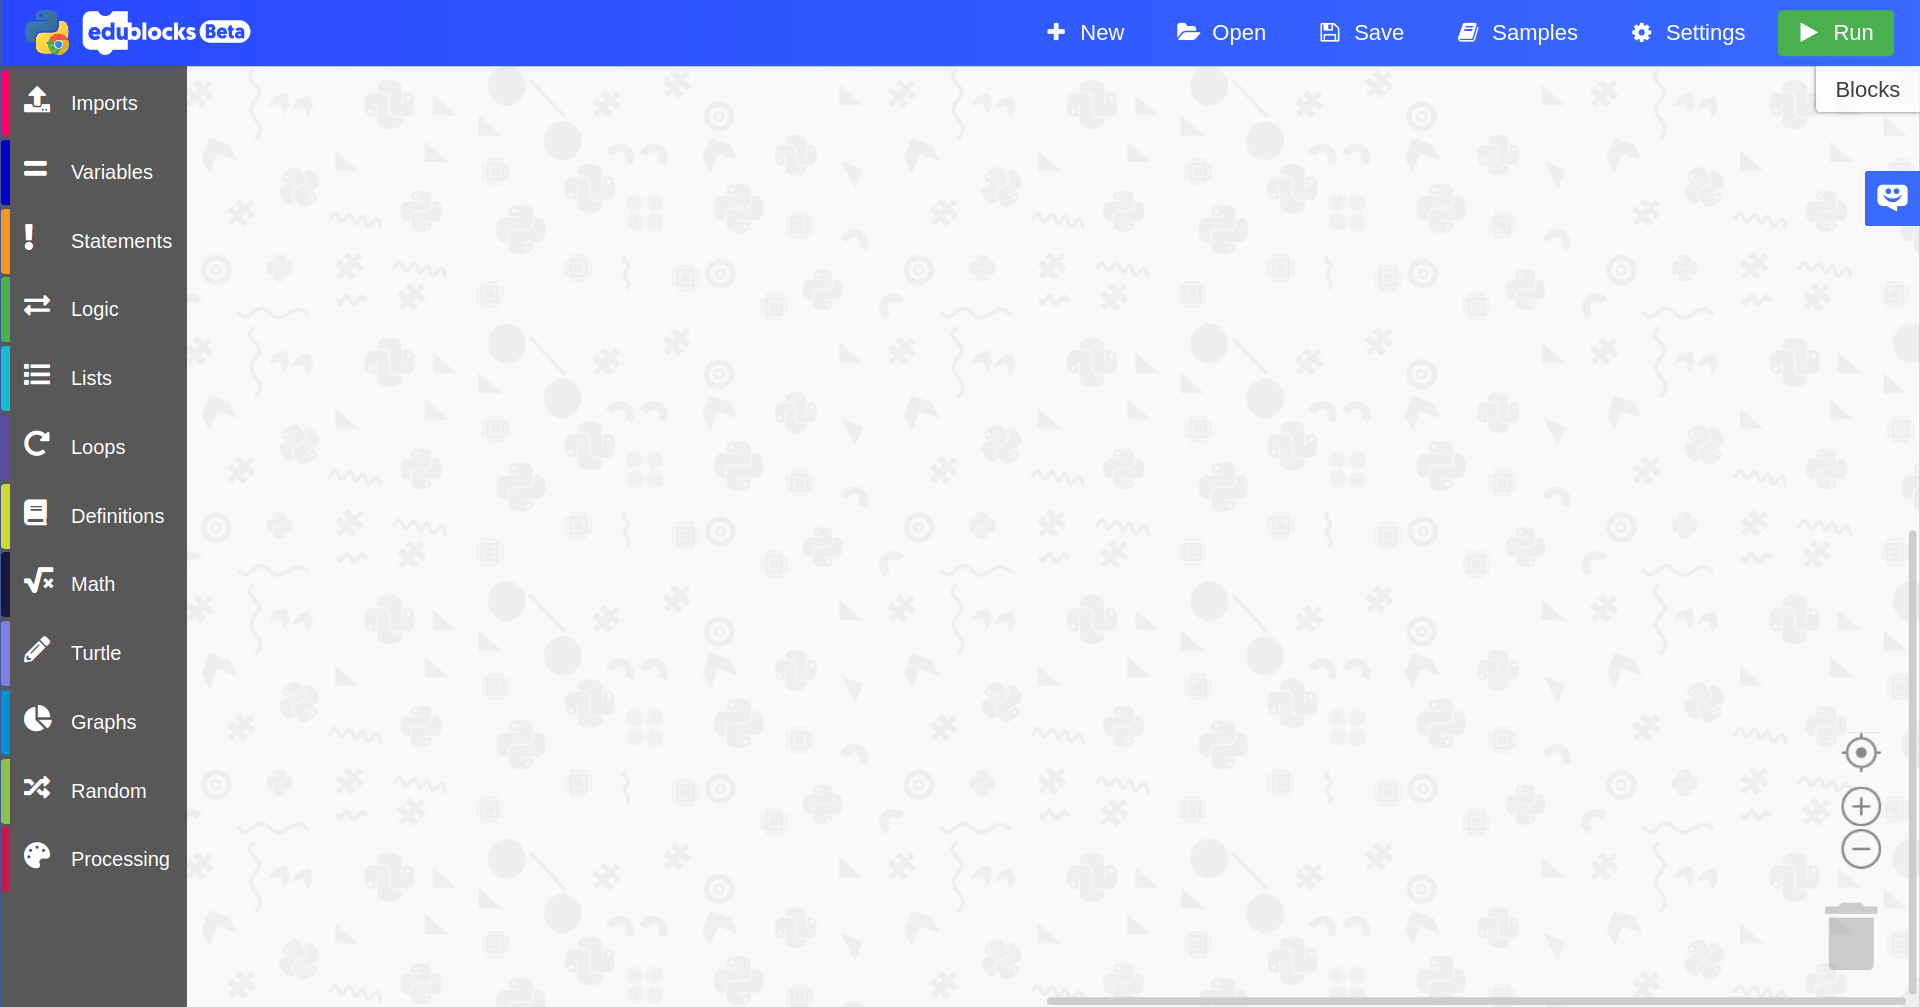 edublocks Beta
New
Open
Save
Samples
Settings
Run
Blocks
Imports
Variables
Statements
Logic
Lists
Loops
Definitions
Math
Turtle
Graphs
Random
Processing